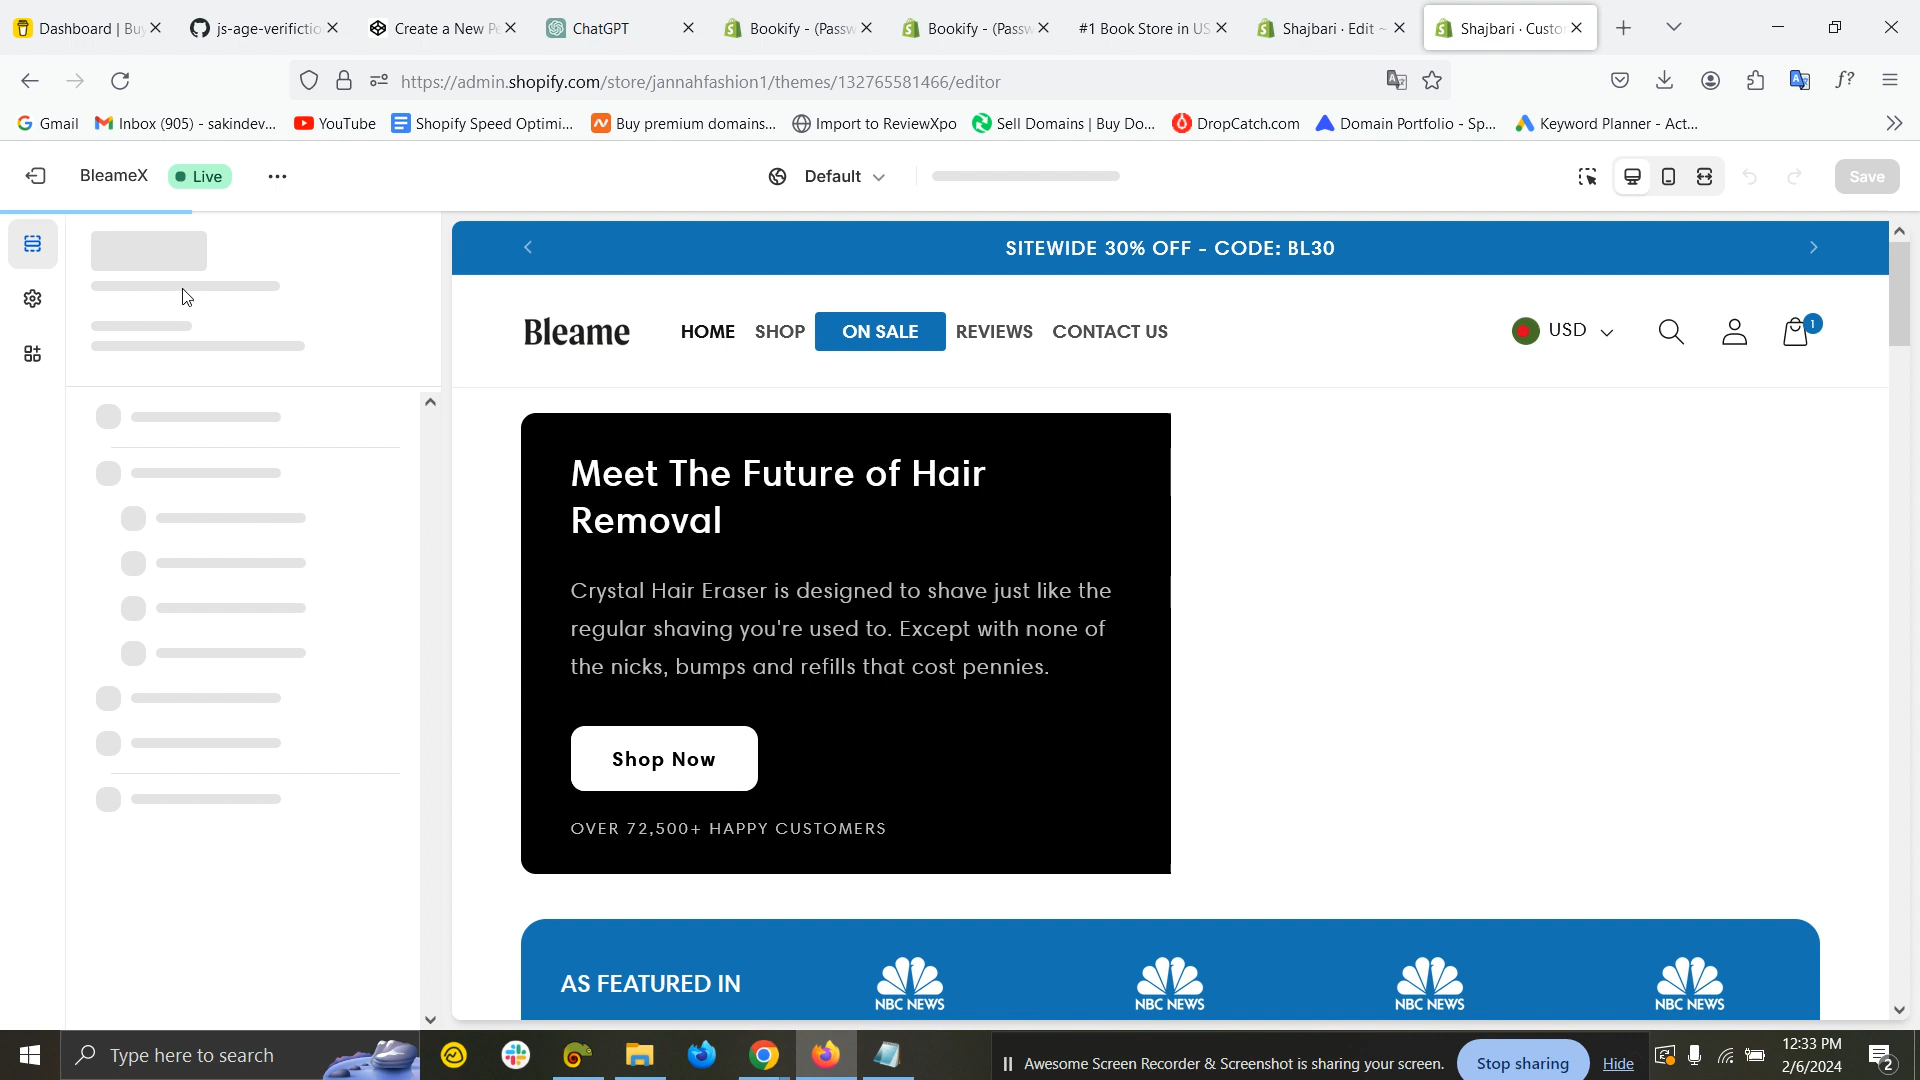 Dashboard | Bu
js-age-verifictio
Create a New Pe
ChatGPT
Bookify - (Passw
Bookify - (Passw
#1 Book Store in US
Shajbari · Edit ~
Shajbari · Custo
https://admin.shopify.com/store/jannahfashion1/themes/132765581466/editor
Gmail
Inbox (905) - sakindev...
YouTube
Shopify Speed Optimi...
Buy premium domains...
Import to ReviewXpo
Sell Domains | Buy Do...
DropCatch.com
Domain Portfolio - Sp...
Keyword Planner - Act...
BleameX
Live
Default
Save
SITEWIDE 30% OFF - CODE: BL30
Bleame
HOME
SHOP
ON SALE
REVIEWS
CONTACT US
USD
1
Meet The Future of Hair
Removal
Crystal Hair Eraser is designed to shave just like the
regular shaving you're used to. Except with none of
the nicks, bumps and refills that cost pennies.
Shop Now
OVER 72,500+ HAPPY CUSTOMERS
AS FEATURED IN
NBC NEWS
NBC NEWS
NBC NEWS
NBC NEWS
Type here to search
Awesome Screen Recorder & Screenshot is sharing your screen.
Stop sharing
Hide
12:33 PM
2/6/2024
2